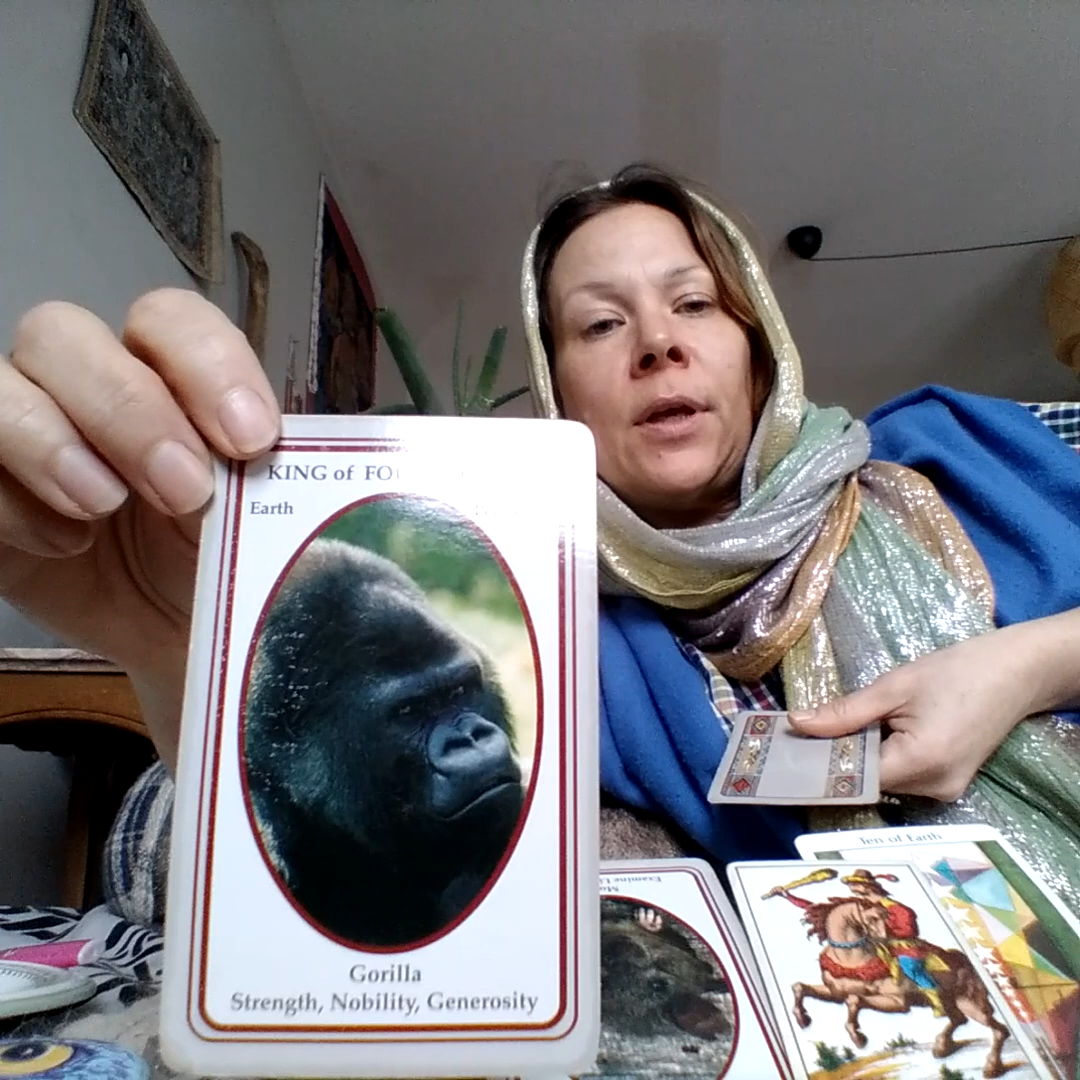 KING of FO
Earth
Gorilla
Strength, Nobility, Generosity
Ten of Earth